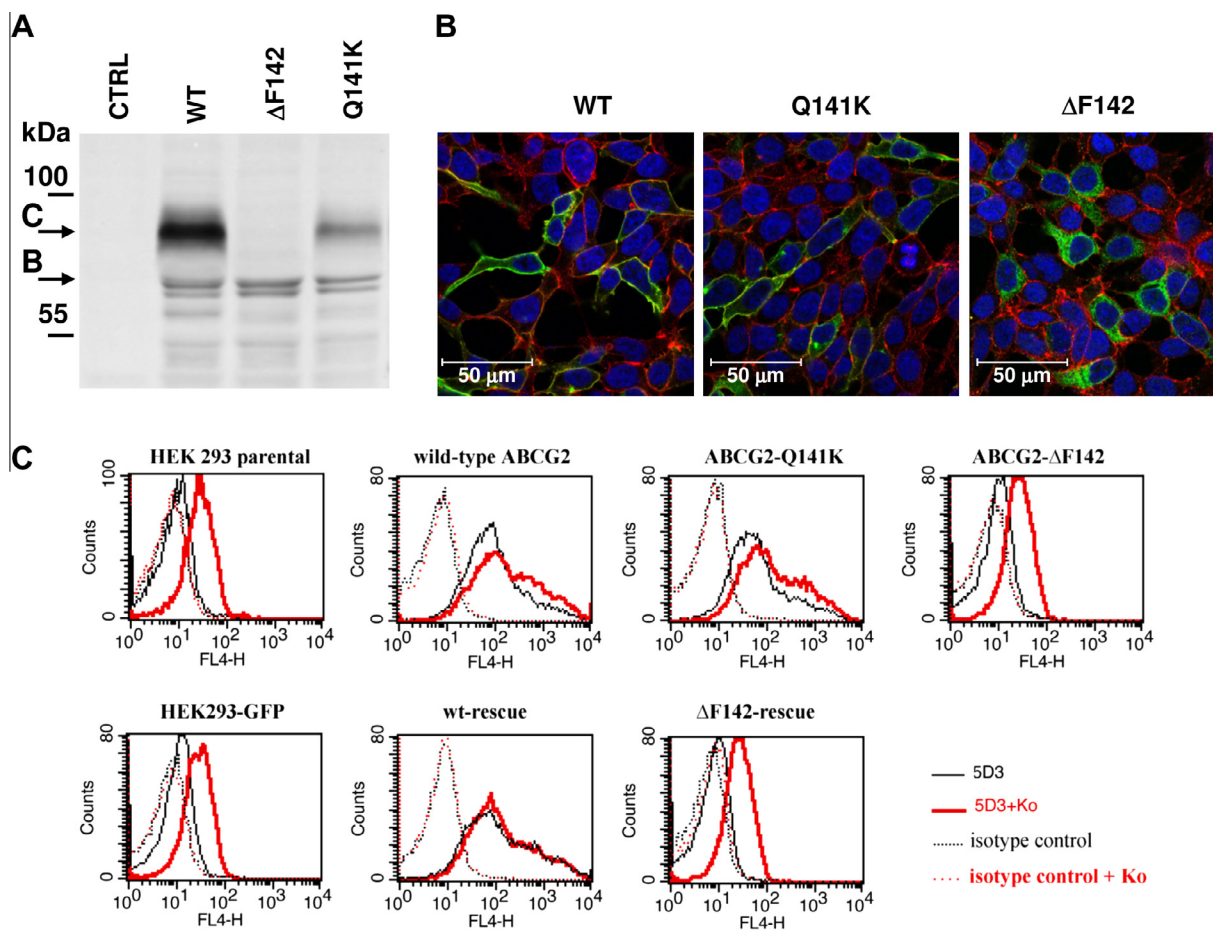 A
CTRL
WT
ΔF142
Q141K
kDa
100
C
B
55
B
WT
Q141K
ΔF142
50 µm
50 µm
50 µm
C
HEK 293 parental
100
Counts
0
10⁰ 10¹ 10² 10³ 10⁴
FL4-H
wild-type ABCG2
80
Counts
0
10⁰ 10¹ 10² 10³ 10⁴
FL4-H
ABCG2-Q141K
80
Counts
0
10⁰ 10¹ 10² 10³ 10⁴
FL4-H
ABCG2-ΔF142
80
Counts
0
10⁰ 10¹ 10² 10³ 10⁴
FL4-H
HEK293-GFP
80
Counts
0
10⁰ 10¹ 10² 10³ 10⁴
FL4-H
wt-rescue
80
Counts
0
10⁰ 10¹ 10² 10³ 10⁴
FL4-H
ΔF142-rescue
80
Counts
0
10⁰ 10¹ 10² 10³ 10⁴
FL4-H
5D3
5D3+Ko
isotype control
isotype control + Ko